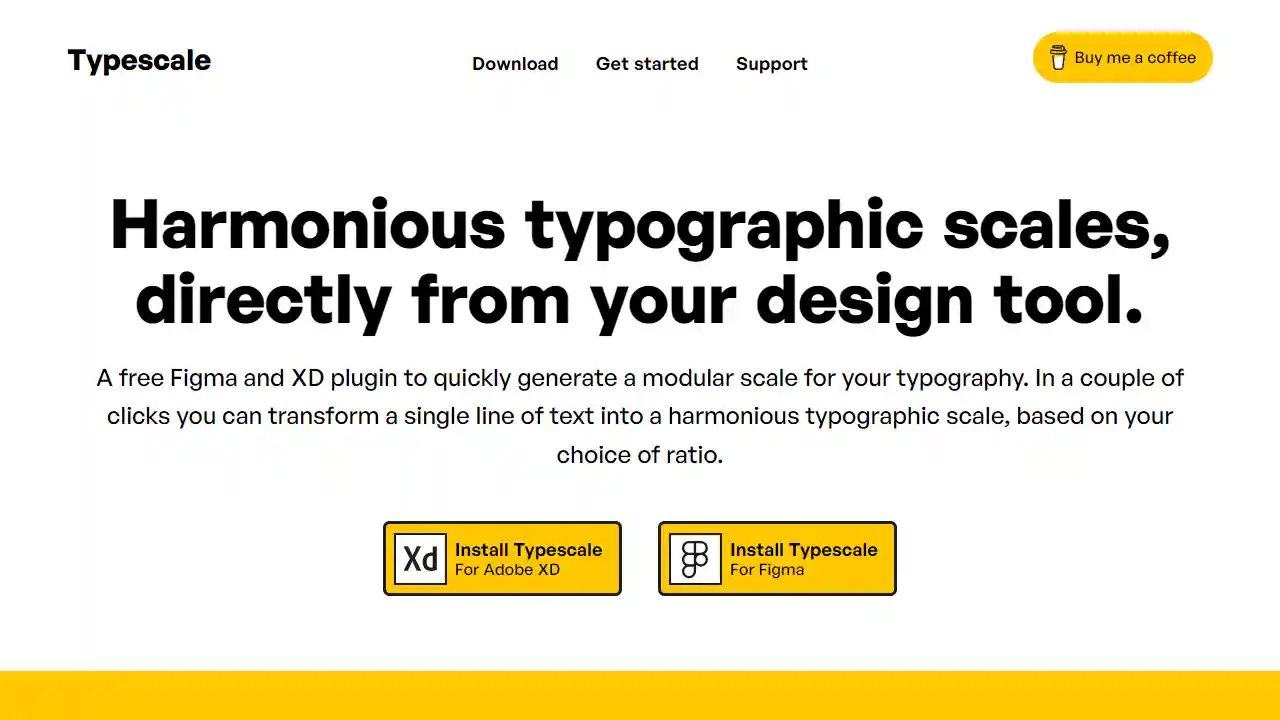 Typescale
Download
Get started
Support
Buy me a coffee
Harmonious typographic scales,
directly from your design tool.
A free Figma and XD plugin to quickly generate a modular scale for your typography. In a couple of
clicks you can transform a single line of text into a harmonious typographic scale, based on your
choice of ratio.
Xd
Install Typescale
For Adobe XD
Install Typescale
For Figma